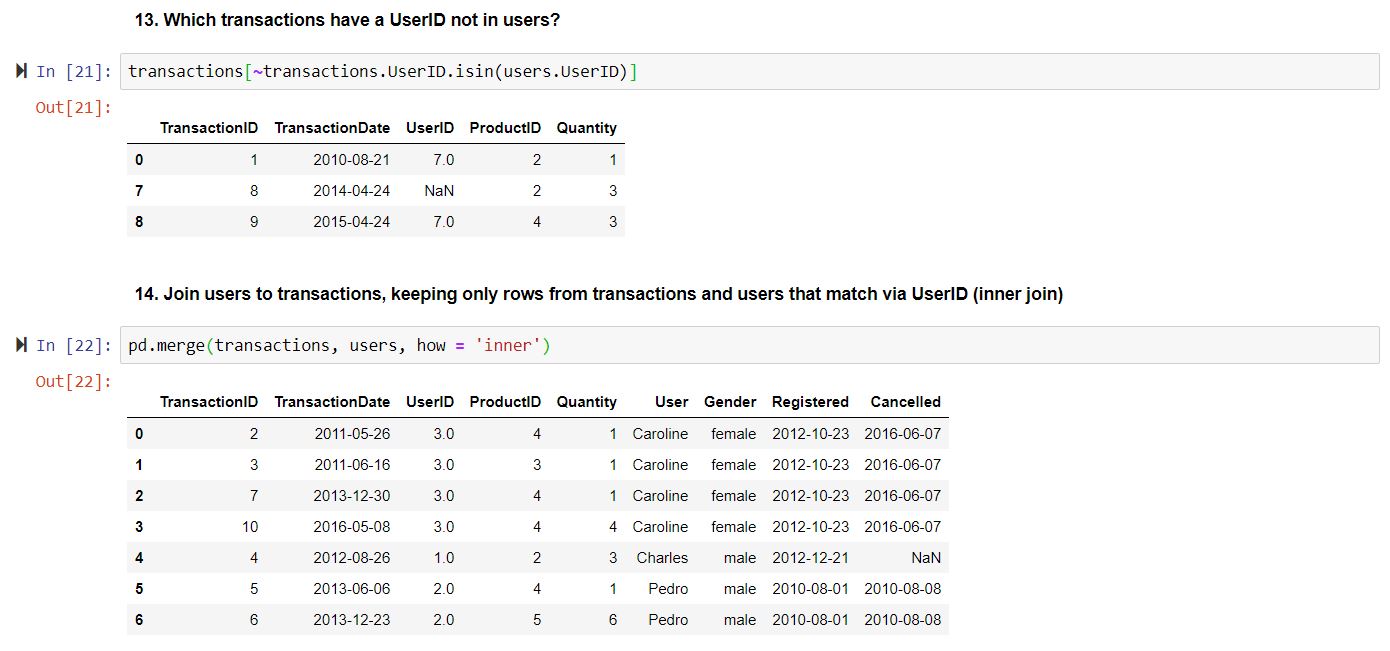 13. Which transactions have a UserID not in users?
In [21]: transactions[~transactions.UserID.isin(users.UserID)]
Out[21]:
TransactionID TransactionDate UserID ProductID Quantity
0 1 2010-08-21 7.0 2 1
7 8 2014-04-24 NaN 2 3
8 9 2015-04-24 7.0 4 3
14. Join users to transactions, keeping only rows from transactions and users that match via UserID (inner join)
In [22]: pd.merge(transactions, users, how = 'inner')
Out[22]:
TransactionID TransactionDate UserID ProductID Quantity User Gender Registered Cancelled
0 2 2011-05-26 3.0 4 1 Caroline female 2012-10-23 2016-06-07
1 3 2011-06-16 3.0 3 1 Caroline female 2012-10-23 2016-06-07
2 7 2013-12-30 3.0 4 1 Caroline female 2012-10-23 2016-06-07
3 10 2016-05-08 3.0 4 4 Caroline female 2012-10-23 2016-06-07
4 4 2012-08-26 1.0 2 3 Charles male 2012-12-21 NaN
5 5 2013-06-06 2.0 4 1 Pedro male 2010-08-01 2010-08-08
6 6 2013-12-23 2.0 5 6 Pedro male 2010-08-01 2010-08-08